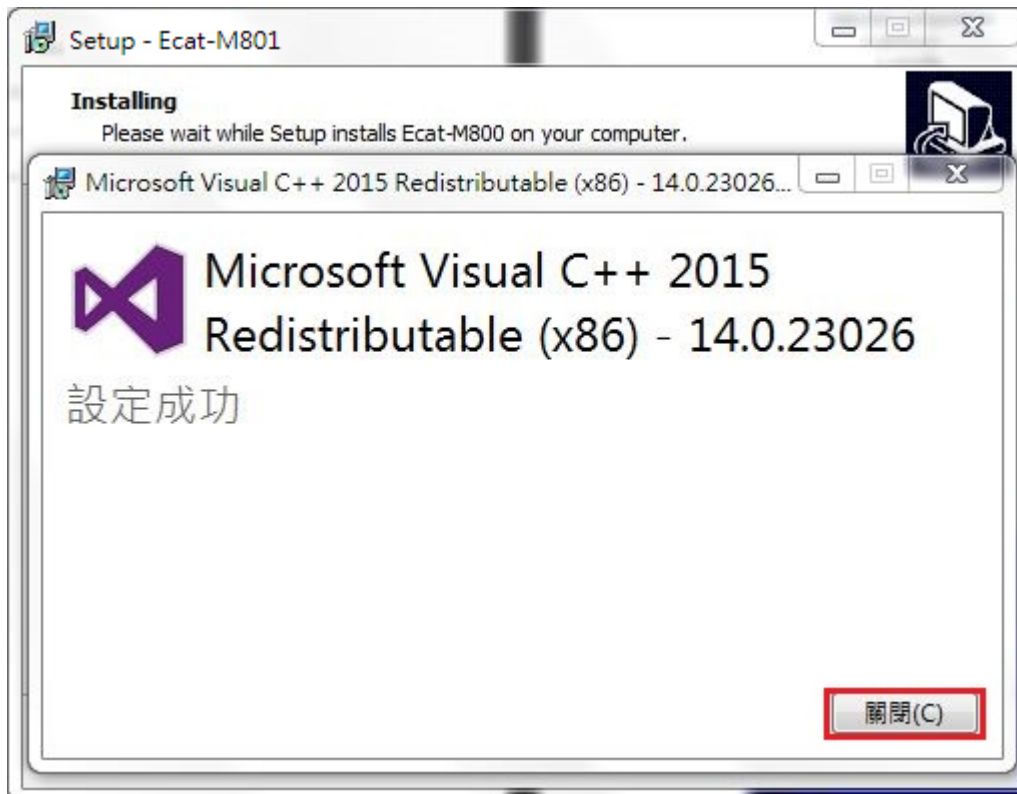 Setup - Ecat-M801
Installing
Please wait while Setup installs Ecat-M800 on your computer.
Microsoft Visual C++ 2015 Redistributable (x86) - 14.0.23026...
Microsoft Visual C++ 2015
Redistributable (x86) - 14.0.23026
設定成功
關閉(C)